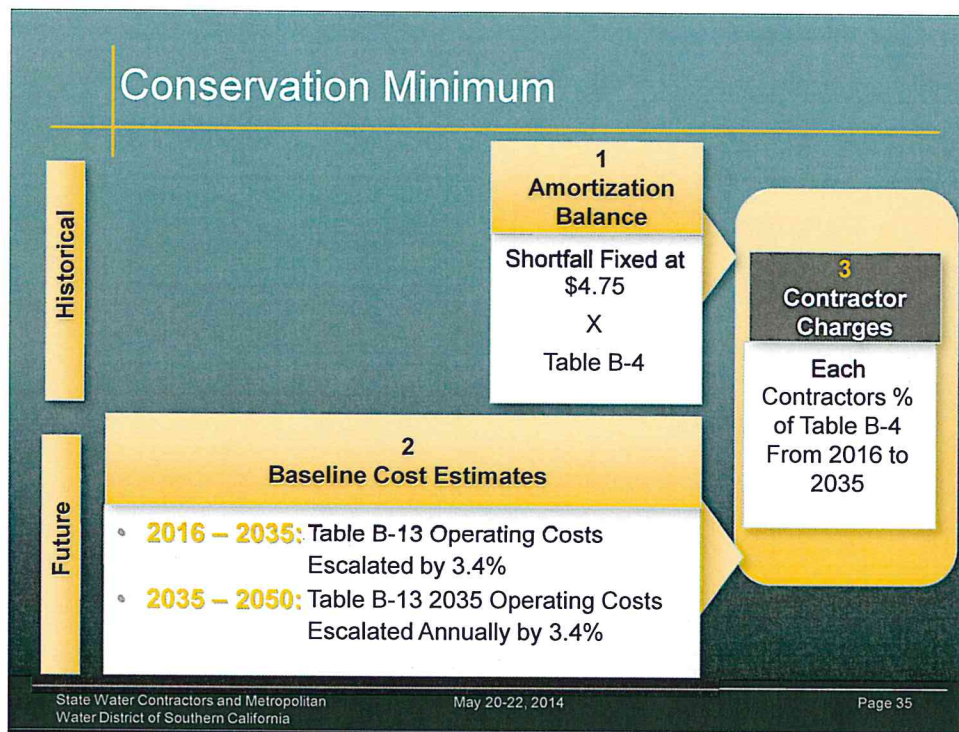 Conservation Minimum
Historical
1
Amortization
Balance
Shortfall Fixed at
$4.75
X
Table B-4
3
Contractor
Charges
Each
Contractors %
of Table B-4
From 2016 to
2035
Future
2
Baseline Cost Estimates
• 2016 – 2035: Table B-13 Operating Costs
Escalated by 3.4%
• 2035 – 2050: Table B-13 2035 Operating Costs
Escalated Annually by 3.4%
State Water Contractors and Metropolitan
Water District of Southern California
May 20-22, 2014
Page 35